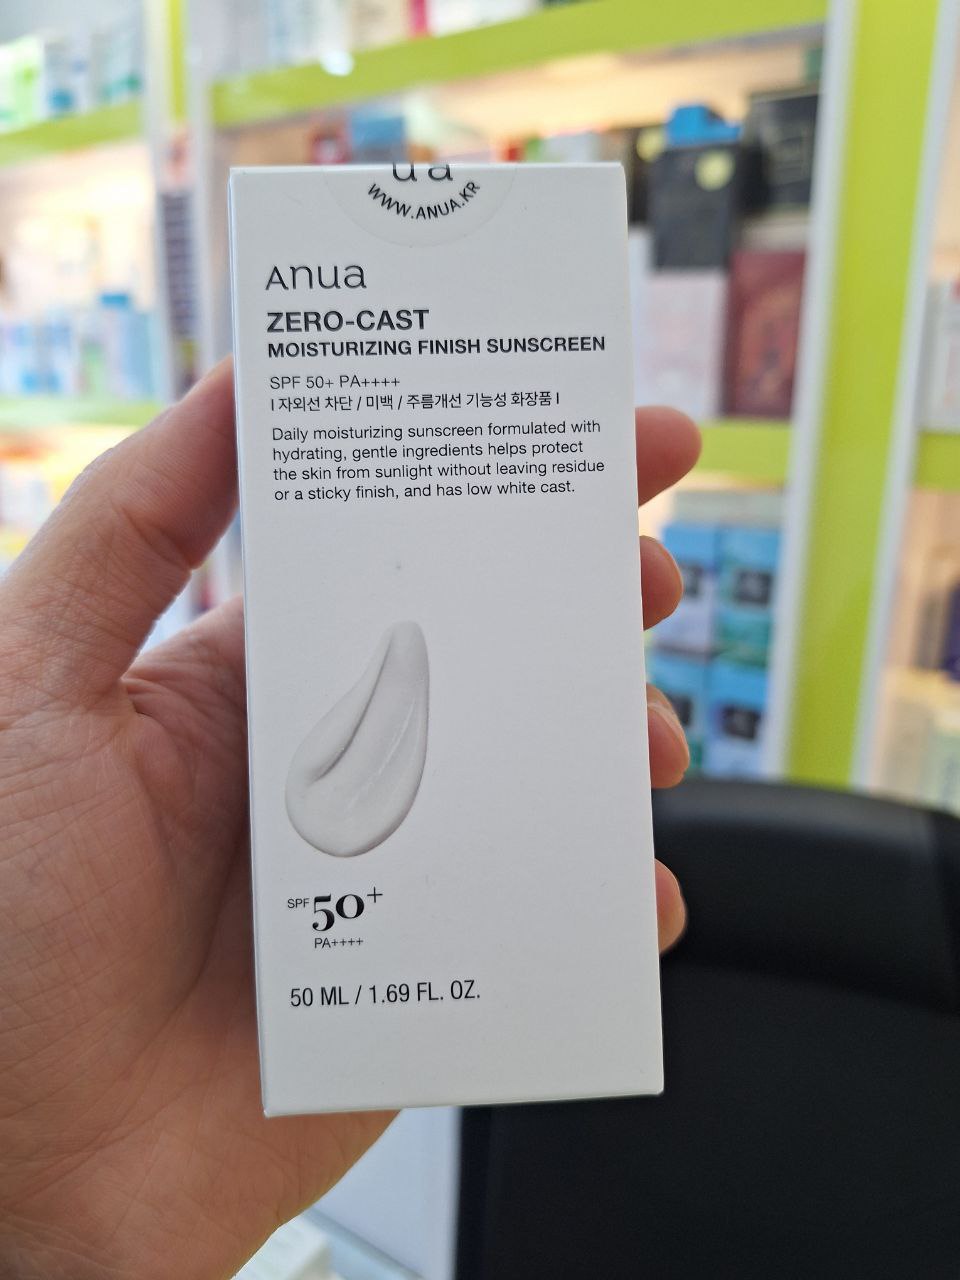 ua
WWW.ANUA.KR
Anua
ZERO-CAST
MOISTURIZING FINISH SUNSCREEN
SPF 50+ PA++++
I 자외선 차단 / 미백 / 주름개선 기능성 화장품 I
Daily moisturizing sunscreen formulated with
hydrating, gentle ingredients helps protect
the skin from sunlight without leaving residue
or a sticky finish, and has low white cast.
SPF 50+
PA++++
50 ML / 1.69 FL. OZ.